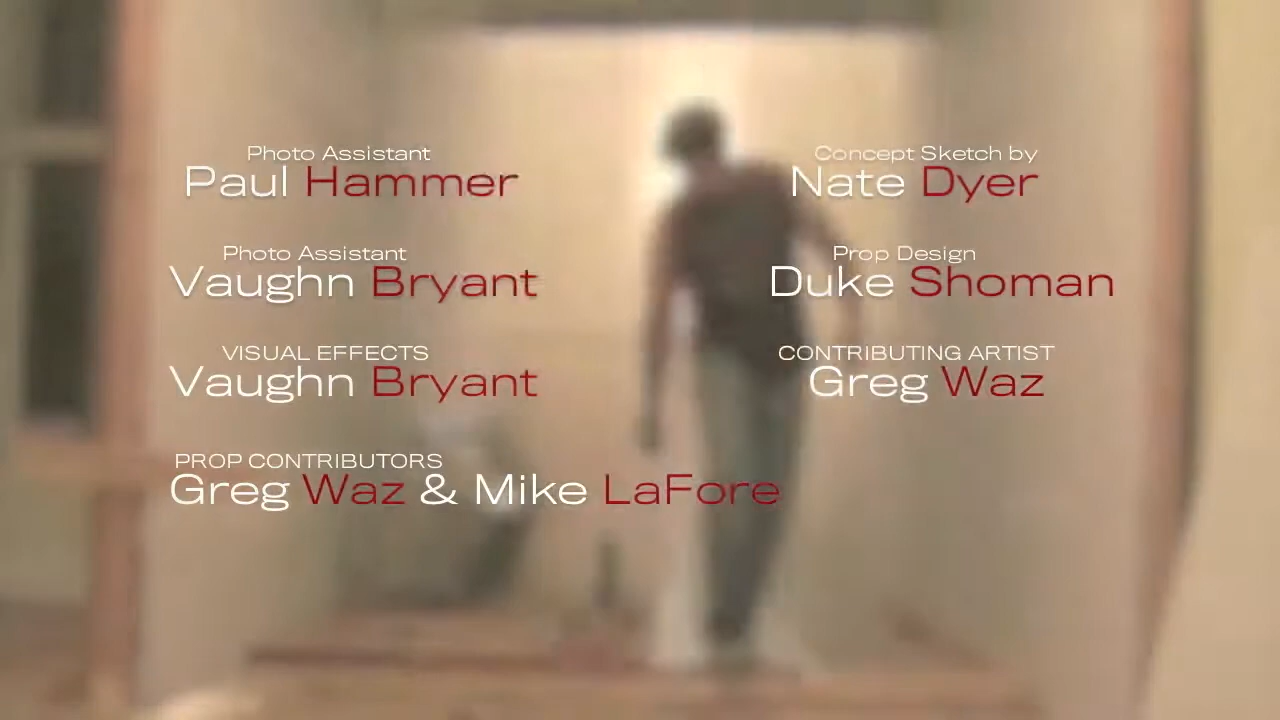 Photo Assistant
Paul Hammer
Concept Sketch by
Nate Dyer
Photo Assistant
Vaughn Bryant
Prop Design
Duke Shoman
VISUAL EFFECTS
Vaughn Bryant
CONTRIBUTING ARTIST
Greg Waz
PROP CONTRIBUTORS
Greg Waz & Mike LaFore